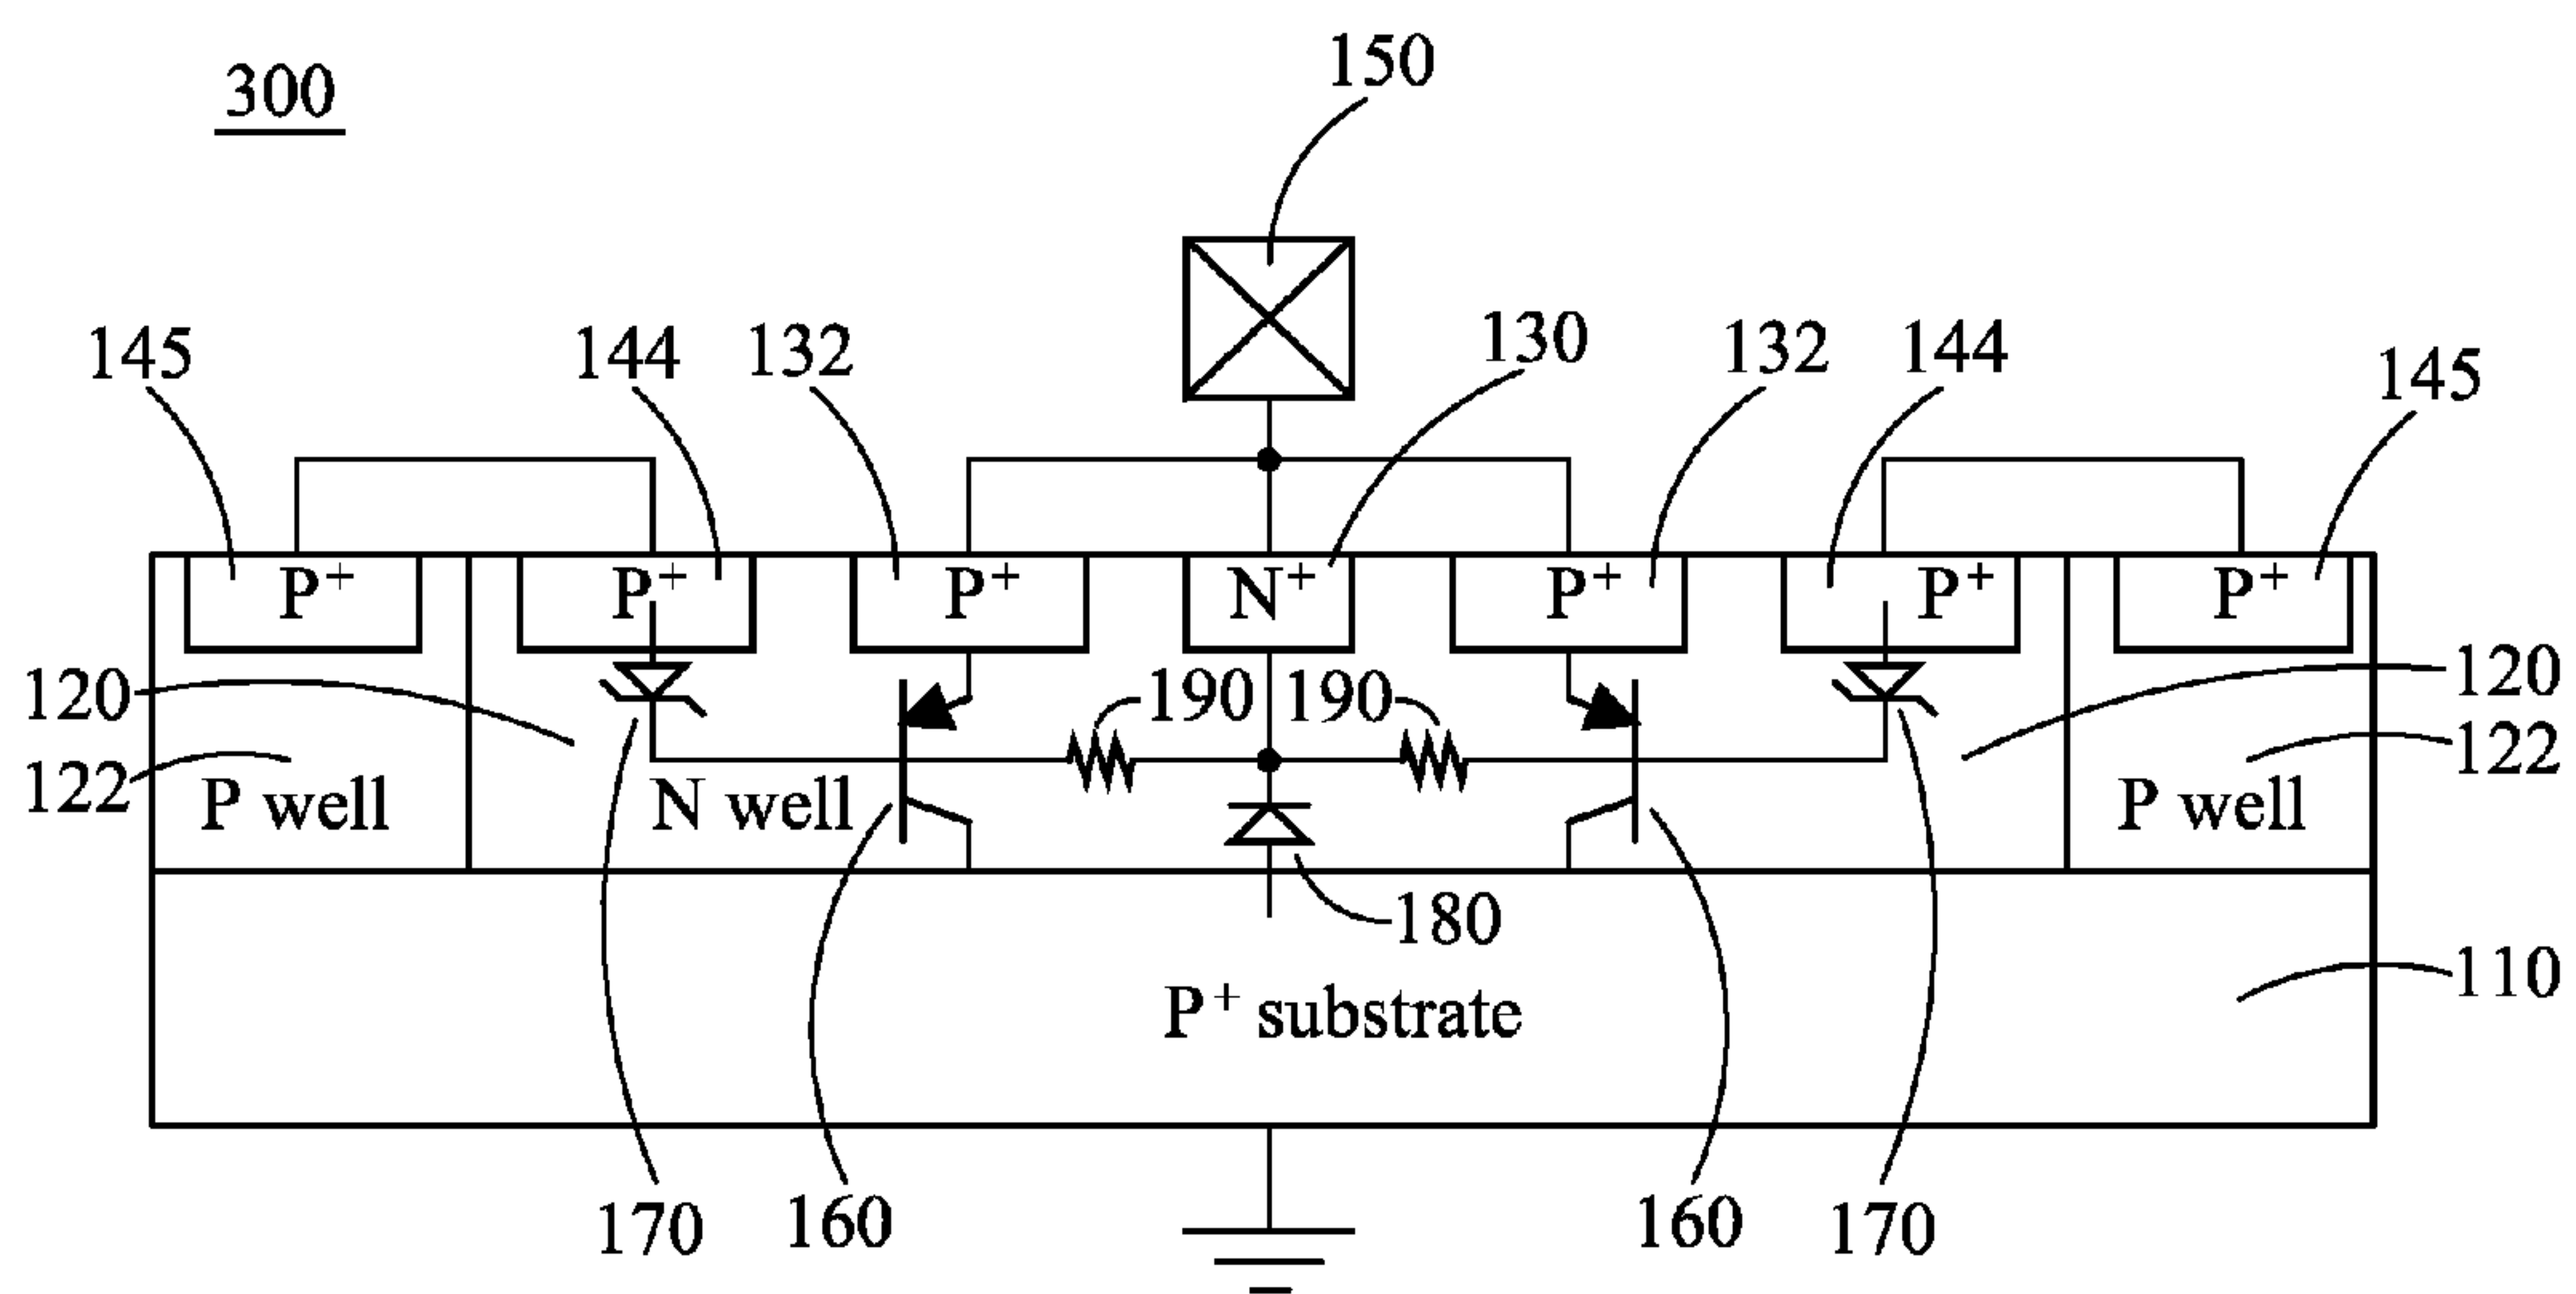 300
150
145 144 132 130 132 144 145
P+ P+ P+ N+ P+ P+ P+
120 190 190 120
122 P well N well P well 122
180
P+ substrate 110
170 160 160 170